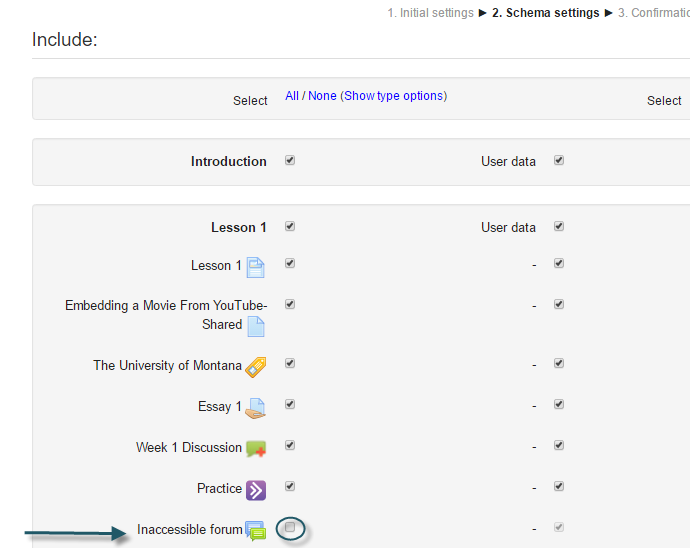 1. Initial settings ► 2. Schema settings ► 3. Confirmatio
Include:
Select All / None (Show type options) Select
Introduction User data
Lesson 1 User data
Lesson 1 -
Embedding a Movie From YouTube-
Shared -
The University of Montana -
Essay 1 -
Week 1 Discussion -
Practice -
Inaccessible forum -